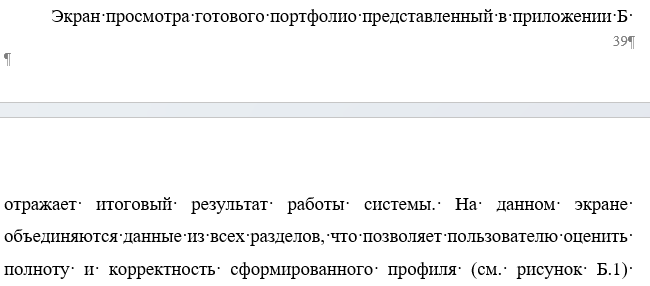 Экран просмотра готового портфолио представленный в приложении Б
39¶
¶
отражает итоговый результат работы системы. На данном экране
объединяются данные из всех разделов, что позволяет пользователю оценить
полноту и корректность сформированного профиля (см. рисунок Б.1)